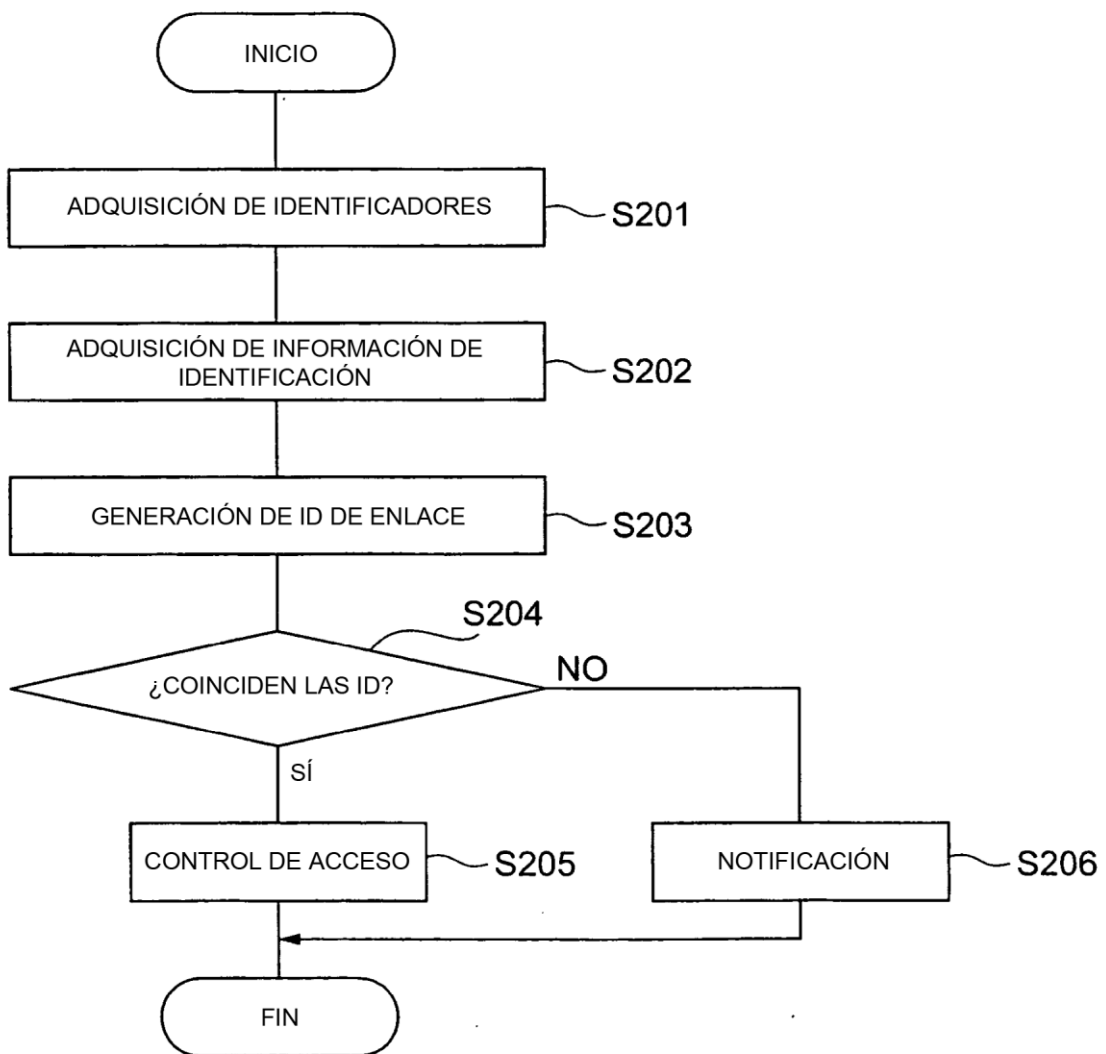 INICIO
ADQUISICIÓN DE IDENTIFICADORES
S201
ADQUISICIÓN DE INFORMACIÓN DE
IDENTIFICACIÓN
S202
GENERACIÓN DE ID DE ENLACE
S203
S204
¿COINCIDEN LAS ID?
NO
SÍ
CONTROL DE ACCESO
S205
NOTIFICACIÓN
S206
FIN